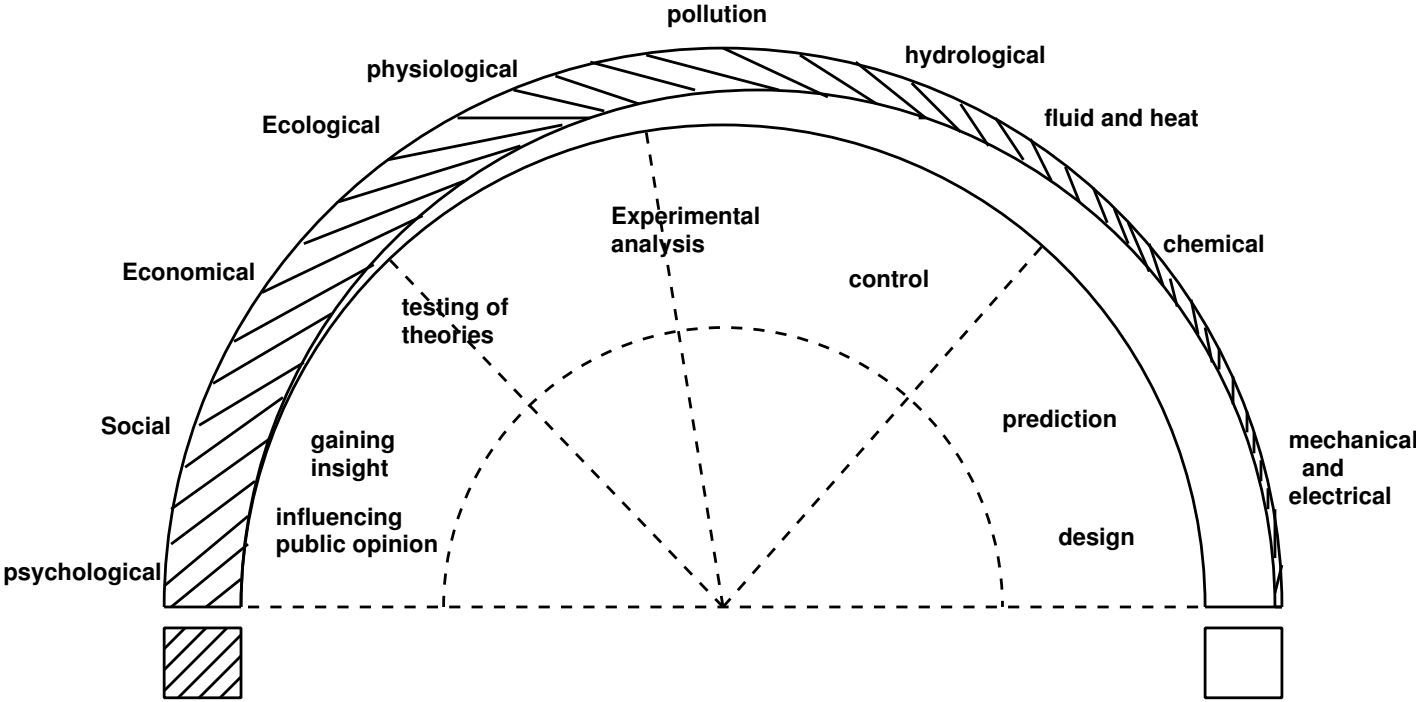 pollution
hydrological
physiological
fluid and heat
Ecological
Experimental
analysis
chemical
Economical
control
testing of
theories
prediction
Social
gaining
insight
mechanical
and
electrical
influencing
public opinion
design
psychological